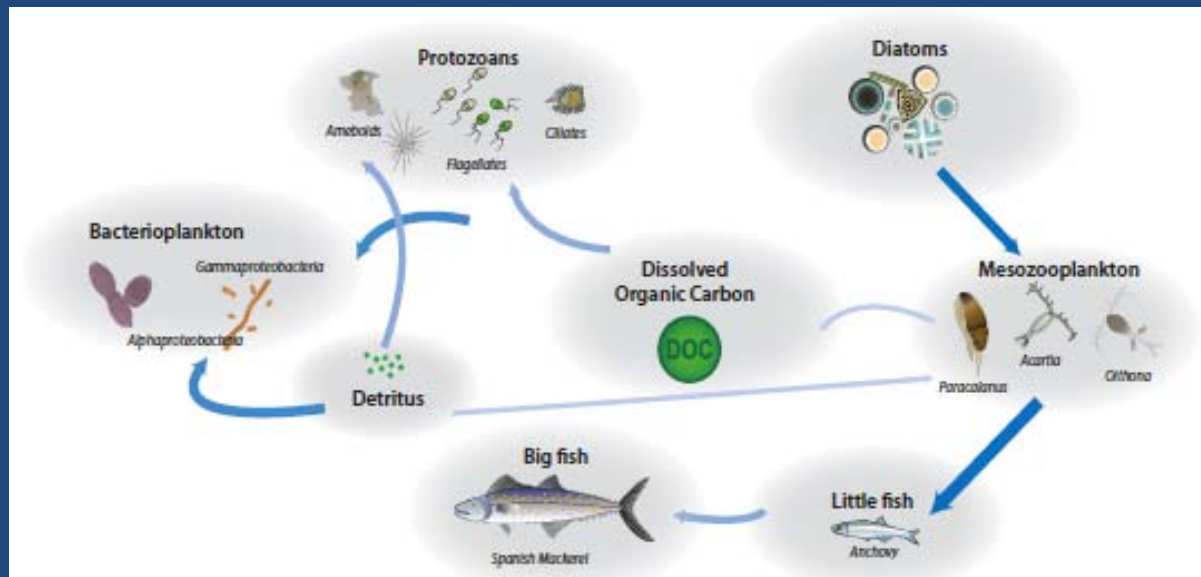 Protozoans
Ameboids
Flagellates
Ciliates
Diatoms
Bacterioplankton
Gammaproteobacteria
Alphaproteobacteria
Dissolved
Organic Carbon
DOC
Mesozooplankton
Paracalanus
Acartia
Oithona
Detritus
Big fish
Spanish Mackerel
Little fish
Anchovy